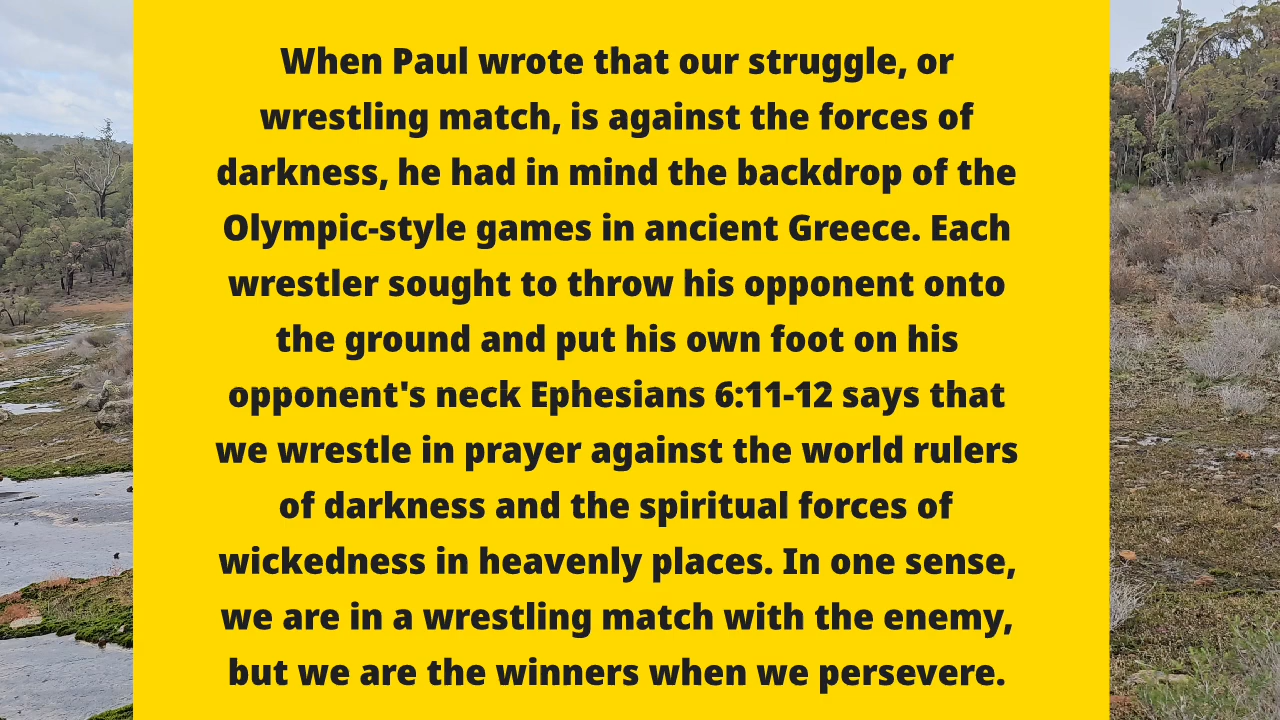 When Paul wrote that our struggle, or
wrestling match, is against the forces of
darkness, he had in mind the backdrop of the
Olympic-style games in ancient Greece. Each
wrestler sought to throw his opponent onto
the ground and put his own foot on his
opponent's neck Ephesians 6:11-12 says that
we wrestle in prayer against the world rulers
of darkness and the spiritual forces of
wickedness in heavenly places. In one sense,
we are in a wrestling match with the enemy,
but we are the winners when we persevere.